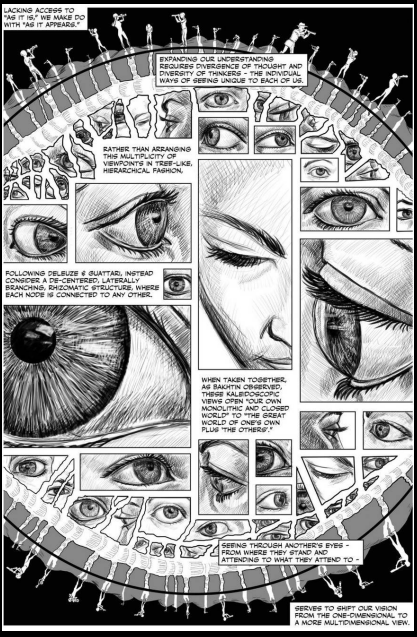 LACKING ACCESS TO
"AS IT IS," WE MAKE DO
WITH "AS IT APPEARS."
EXPANDING OUR UNDERSTANDING
REQUIRES DIVERGENCE OF THOUGHT AND
DIVERSITY OF THINKERS - THE INDIVIDUAL
WAYS OF SEEING UNIQUE TO EACH OF US.
RATHER THAN ARRANGING
THIS MULTIPLICITY OF
VIEWPOINTS IN TREE-LIKE,
HIERARCHICAL FASHION,
FOLLOWING DELEUZE & GUATTARI, INSTEAD
CONSIDER A DE-CENTERED, LATERALLY
BRANCHING, RHIZOMATIC STRUCTURE, WHERE
EACH NODE IS CONNECTED TO ANY OTHER.
WHEN TAKEN TOGETHER,
AS BAKHTIN OBSERVED,
THESE KALEIDOSCOPIC
VIEWS OPEN "OUR OWN
MONOLITHIC AND CLOSED
WORLD" TO "THE GREAT
WORLD OF ONE'S OWN
PLUS 'THE OTHERS'."
SEEING THROUGH ANOTHER'S EYES -
FROM WHERE THEY STAND AND
ATTENDING TO WHAT THEY ATTEND TO -
SERVES TO SHIFT OUR VISION
FROM THE ONE-DIMENSIONAL TO
A MORE MULTIDIMENSIONAL VIEW.